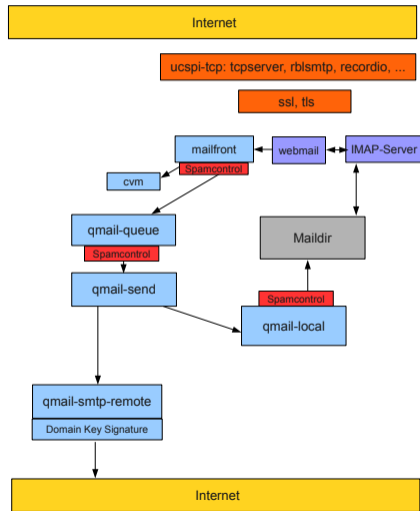 Internet
ucspi-tcp: tcpserver, rblsmtp, recordio, ...
ssl, tls
mailfront
webmail
IMAP-Server
Spamcontrol
cvm
qmail-queue
Maildir
Spamcontrol
qmail-send
Spamcontrol
qmail-local
qmail-smtp-remote
Domain Key Signature
Internet